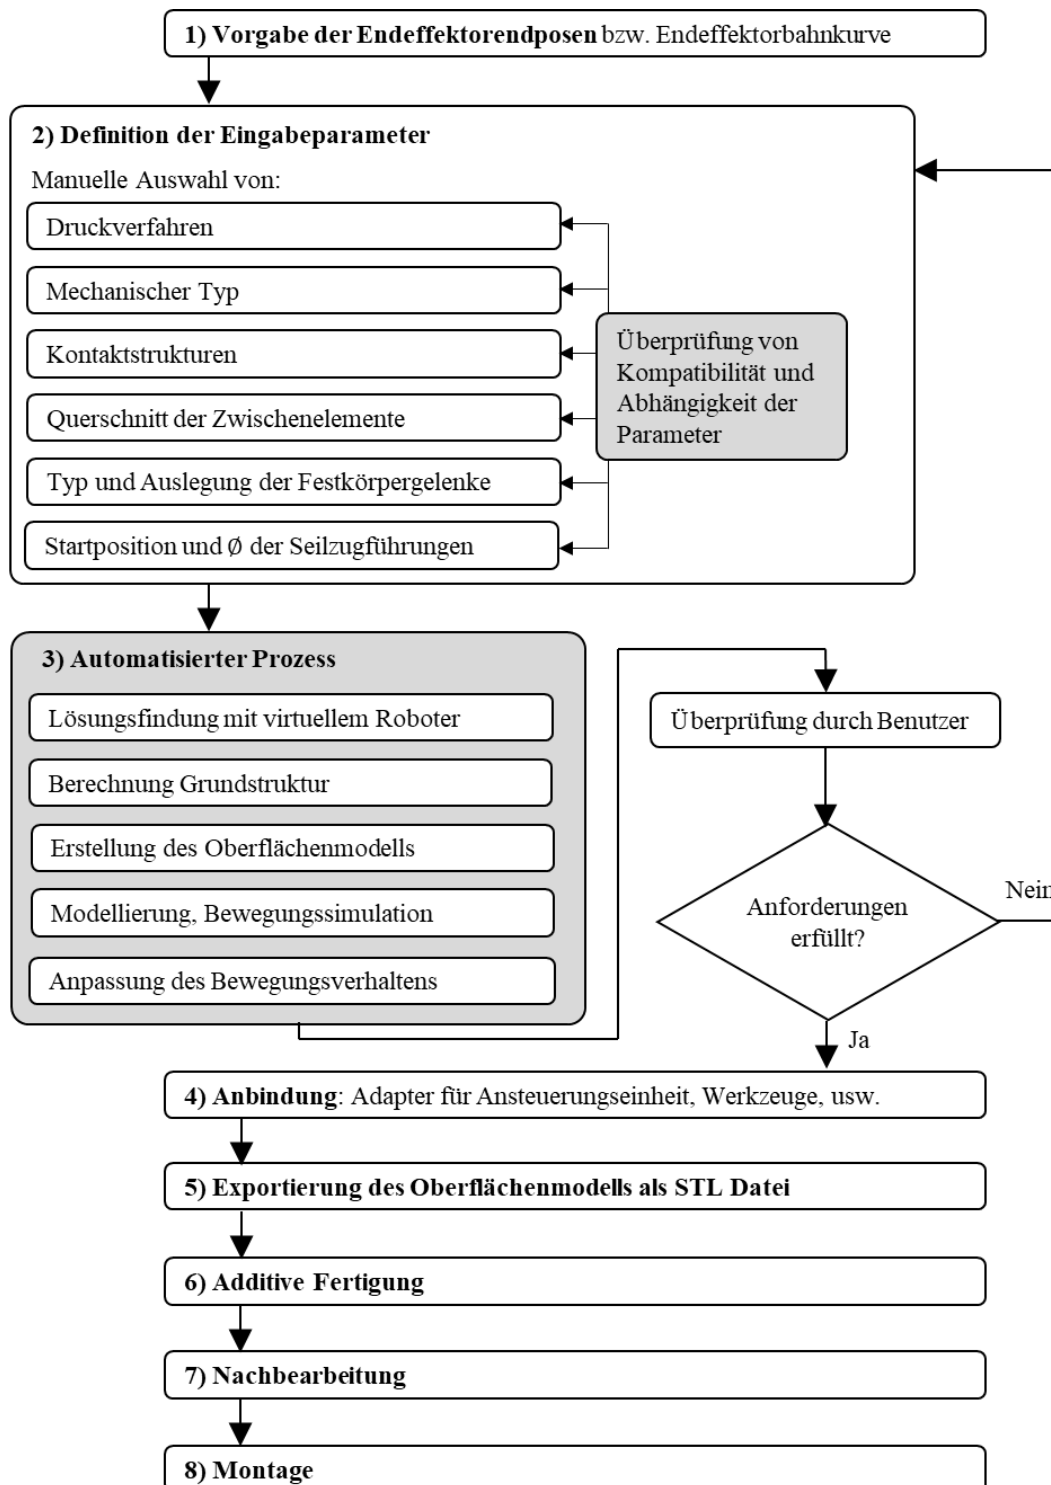 1) Vorgabe der Endeffektorendposen bzw. Endeffektorbahnkurve
2) Definition der Eingabeparameter
Manuelle Auswahl von:
Druckverfahren
Mechanischer Typ
Kontaktstrukturen
Querschnitt der Zwischenelemente
Typ und Auslegung der Festkörpergelenke
Startposition und Ø der Seilzugführungen
Überprüfung von
Kompatibilität und
Abhängigkeit der
Parameter
3) Automatisierter Prozess
Lösungsfindung mit virtuellem Roboter
Berechnung Grundstruktur
Erstellung des Oberflächenmodells
Modellierung, Bewegungssimulation
Anpassung des Bewegungsverhaltens
Überprüfung durch Benutzer
Anforderungen
erfüllt?
Nein
Ja
4) Anbindung: Adapter für Ansteuerungseinheit, Werkzeuge, usw.
5) Exportierung des Oberflächenmodells als STL Datei
6) Additive Fertigung
7) Nachbearbeitung
8) Montage